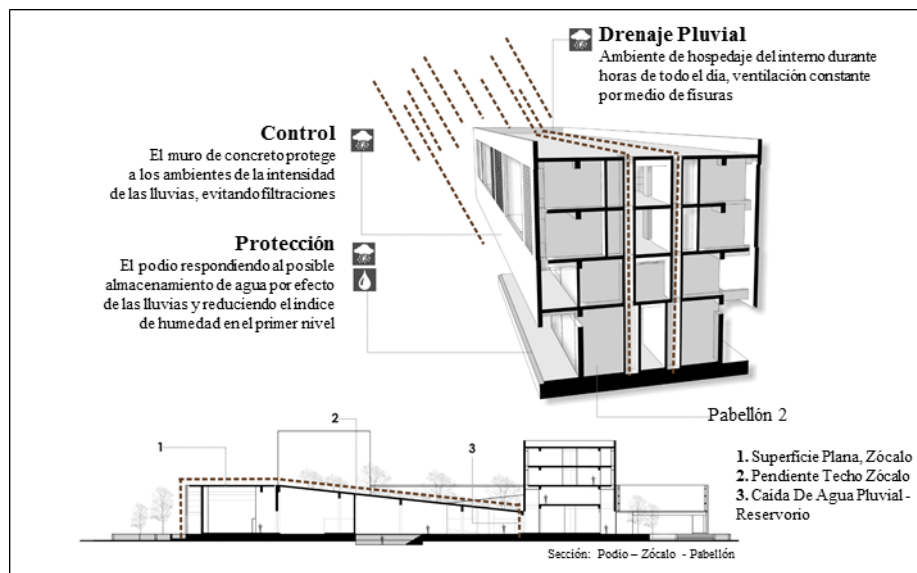 Drenaje Pluvial
Ambiente de hospedaje del interno durante
horas de todo el día, ventilación constante
por medio de fisuras
Control
El muro de concreto protege
a los ambientes de la intensidad
de las lluvias, evitando filtraciones
Protección
El podio respondiendo al posible
almacenamiento de agua por efecto
de las lluvias y reduciendo el índice
de humedad en el primer nivel
Pabellón 2
1
2
3
1. Superficie Plana, Zócalo
2. Pendiente Techo Zócalo
3. Caída De Agua Pluvial -
Reservorio
Sección: Podio – Zócalo - Pabellón